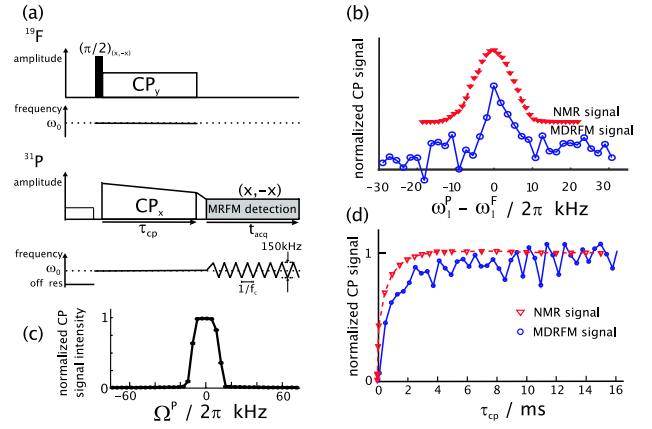 (a)
19F
(π/2)(x,-x)
amplitude
CPy
frequency
ω0
31P
amplitude
CPx
(x,-x)
MRFM detection
τcp
tacq
frequency
150kHz
ω0
off res
1/fc
(c)
normalized CP
signal intensity
1
0
-60
0
60
Ω^P / 2π kHz
(b)
normalized CP signal
NMR signal
MDRFM signal
-30
-20
-10
0
10
20
30
ω1^P - ω1^F / 2π kHz
(d)
normalized CP signal
1
0
NMR signal
MDRFM signal
0
2
4
6
8
10
12
14
16
τcp / ms